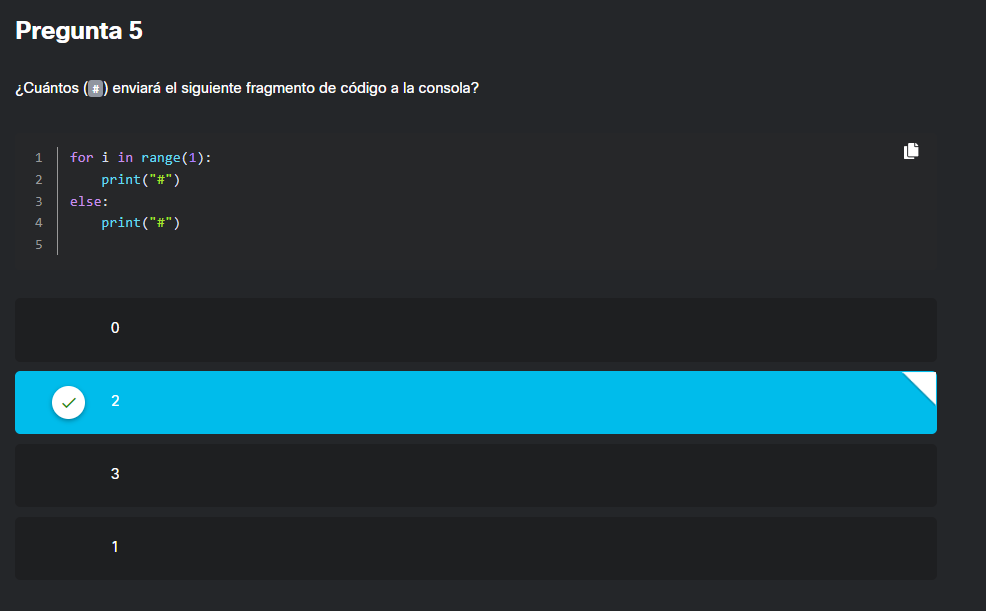 Pregunta 5
¿Cuántos (#) enviará el siguiente fragmento de código a la consola?
1 for i in range(1):
2     print("#")
3 else:
4     print("#")
5
0
2
3
1